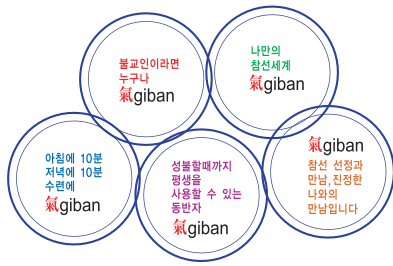 불교인이라면
누구나
氣giban
나만의
참선세계
氣giban
아침에 10분
저녁에 10분
수련에
氣giban
성불할때까지
평생을
사용할 수 있는
동반자
氣giban
氣giban
참선 선정과
만남,진정한
나와의
만남입니다